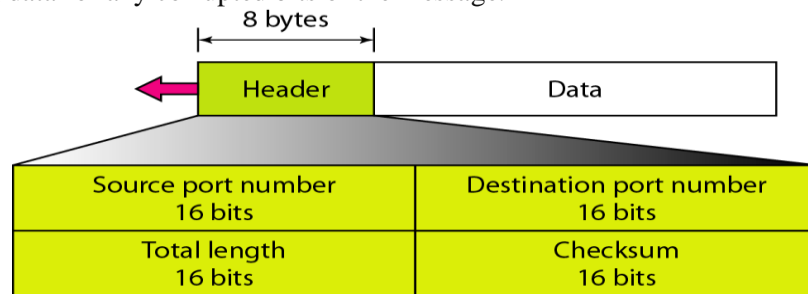 8 bytes
Header
Data
Source port number
16 bits
Destination port number
16 bits
Total length
16 bits
Checksum
16 bits